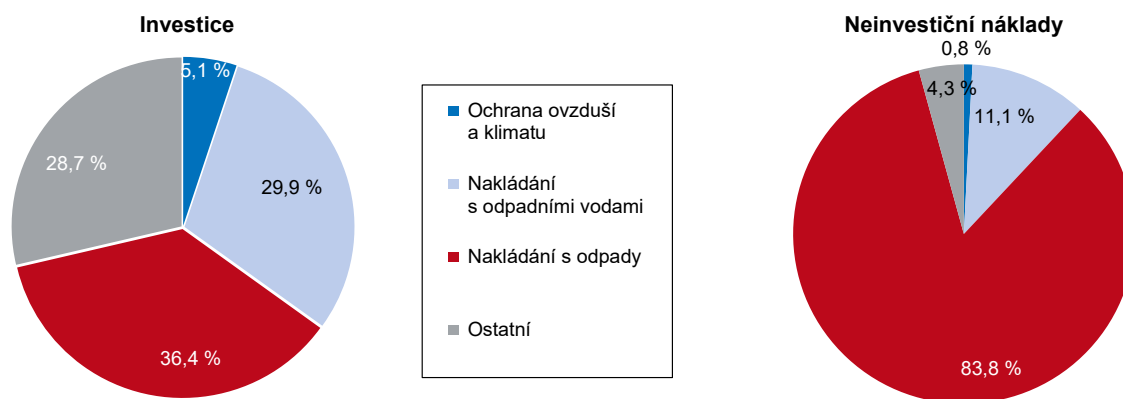 Investice
5,1 %
29,9 %
36,4 %
28,7 %
Ochrana ovzduší
a klimatu
Nakládání
s odpadními vodami
Nakládání s odpady
Ostatní
Neinvestiční náklady
0,8 %
4,3 %
11,1 %
83,8 %